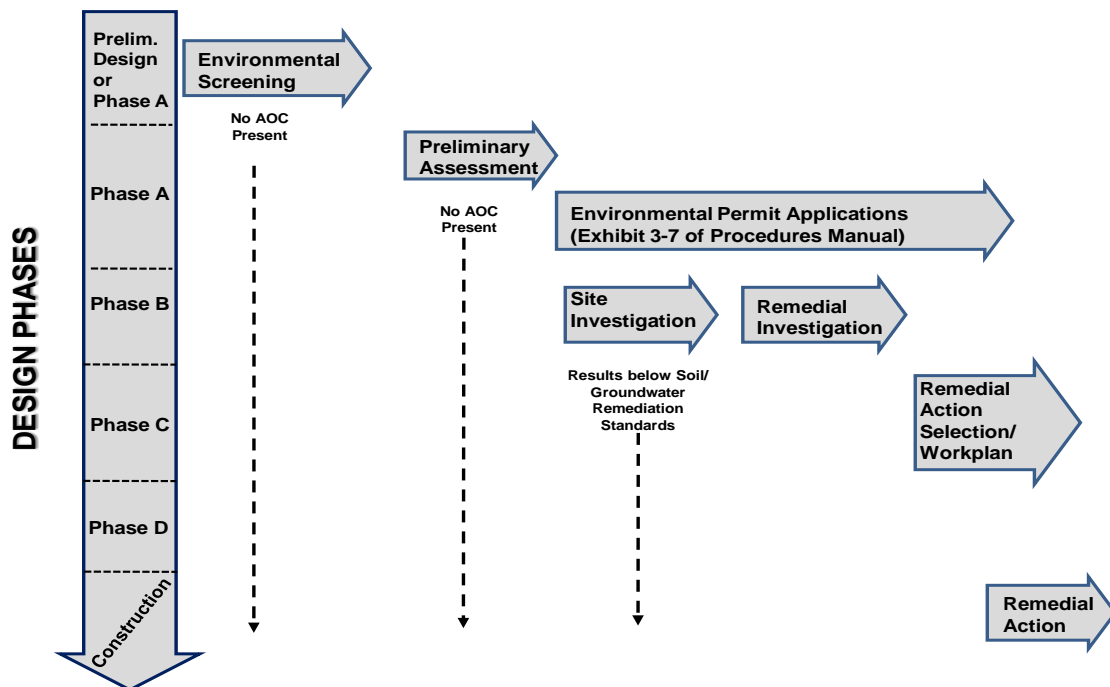 DESIGN PHASES
Prelim.
Design
or
Phase A
Environmental
Screening
No AOC
Present
Phase A
Preliminary
Assessment
No AOC
Present
Environmental Permit Applications
(Exhibit 3-7 of Procedures Manual)
Phase B
Site
Investigation
Remedial
Investigation
Results below Soil/
Groundwater
Remediation
Standards
Phase C
Remedial
Action
Selection/
Workplan
Phase D
Construction
Remedial
Action